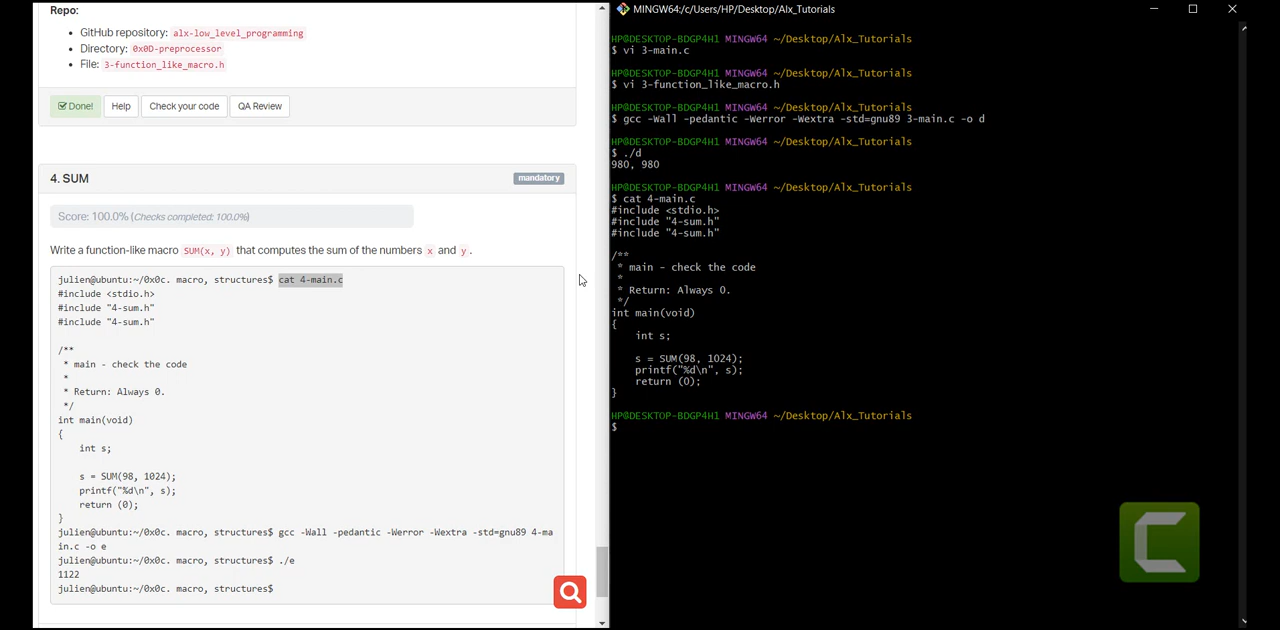 Repo:
GitHub repository: alx-low_level_programming
Directory: 0x0D-preprocessor
File: 3-function_like_macro.h
Done!
Help
Check your code
QA Review
4. SUM
mandatory
Score: 100.0% (Checks completed: 100.0%)
Write a function-like macro SUM(x, y) that computes the sum of the numbers x and y.
julien@ubuntu:~/0x0c. macro, structures$ cat 4-main.c
#include <stdio.h>
#include "4-sum.h"
#include "4-sum.h"
/**
* main - check the code
*
* Return: Always 0.
*/
int main(void)
{
int s;
s = SUM(98, 1024);
printf("%d\n", s);
return (0);
}
julien@ubuntu:~/0x0c. macro, structures$ gcc -Wall -pedantic -Werror -Wextra -std=gnu89 4-ma
in.c -o e
julien@ubuntu:~/0x0c. macro, structures$ ./e
1122
julien@ubuntu:~/0x0c. macro, structures$
MINGW64:/c/Users/HP/Desktop/Alx_Tutorials
HP@DESKTOP-BDGP4H1 MINGW64 ~/Desktop/Alx_Tutorials
$ vi 3-main.c
HP@DESKTOP-BDGP4H1 MINGW64 ~/Desktop/Alx_Tutorials
$ vi 3-function_like_macro.h
HP@DESKTOP-BDGP4H1 MINGW64 ~/Desktop/Alx_Tutorials
$ gcc -Wall -pedantic -Werror -Wextra -std=gnu89 3-main.c -o d
HP@DESKTOP-BDGP4H1 MINGW64 ~/Desktop/Alx_Tutorials
$ ./d
980, 980
HP@DESKTOP-BDGP4H1 MINGW64 ~/Desktop/Alx_Tutorials
$ cat 4-main.c
#include <stdio.h>
#include "4-sum.h"
#include "4-sum.h"
/**
* main - check the code
*
* Return: Always 0.
*/
int main(void)
{
int s;
s = SUM(98, 1024);
printf("%d\n", s);
return (0);
}
HP@DESKTOP-BDGP4H1 MINGW64 ~/Desktop/Alx_Tutorials
$